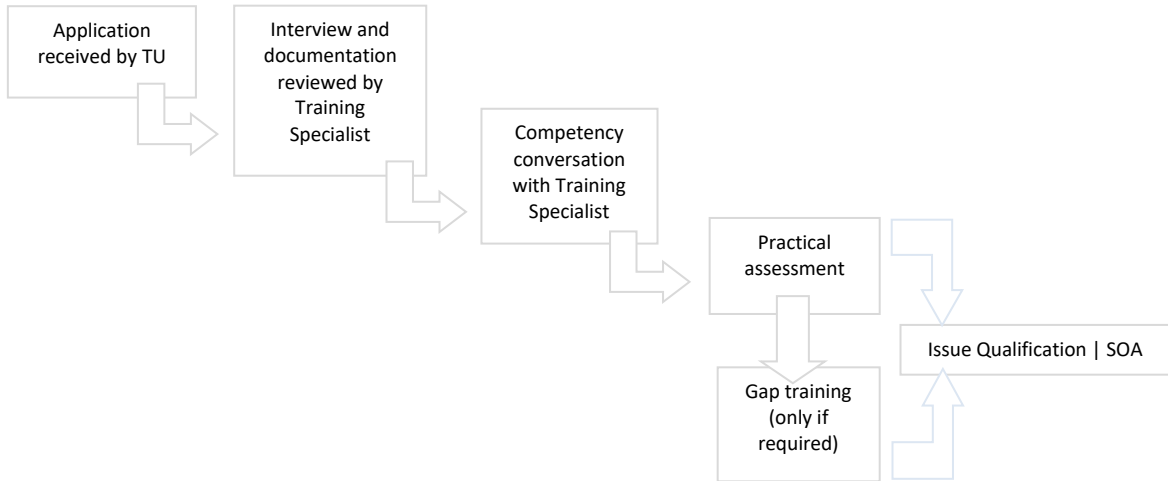 Application
received by TU
Interview and
documentation
reviewed by
Training
Specialist
Competency
conversation
with Training
Specialist
Practical
assessment
Issue Qualification | SOA
Gap training
(only if
required)